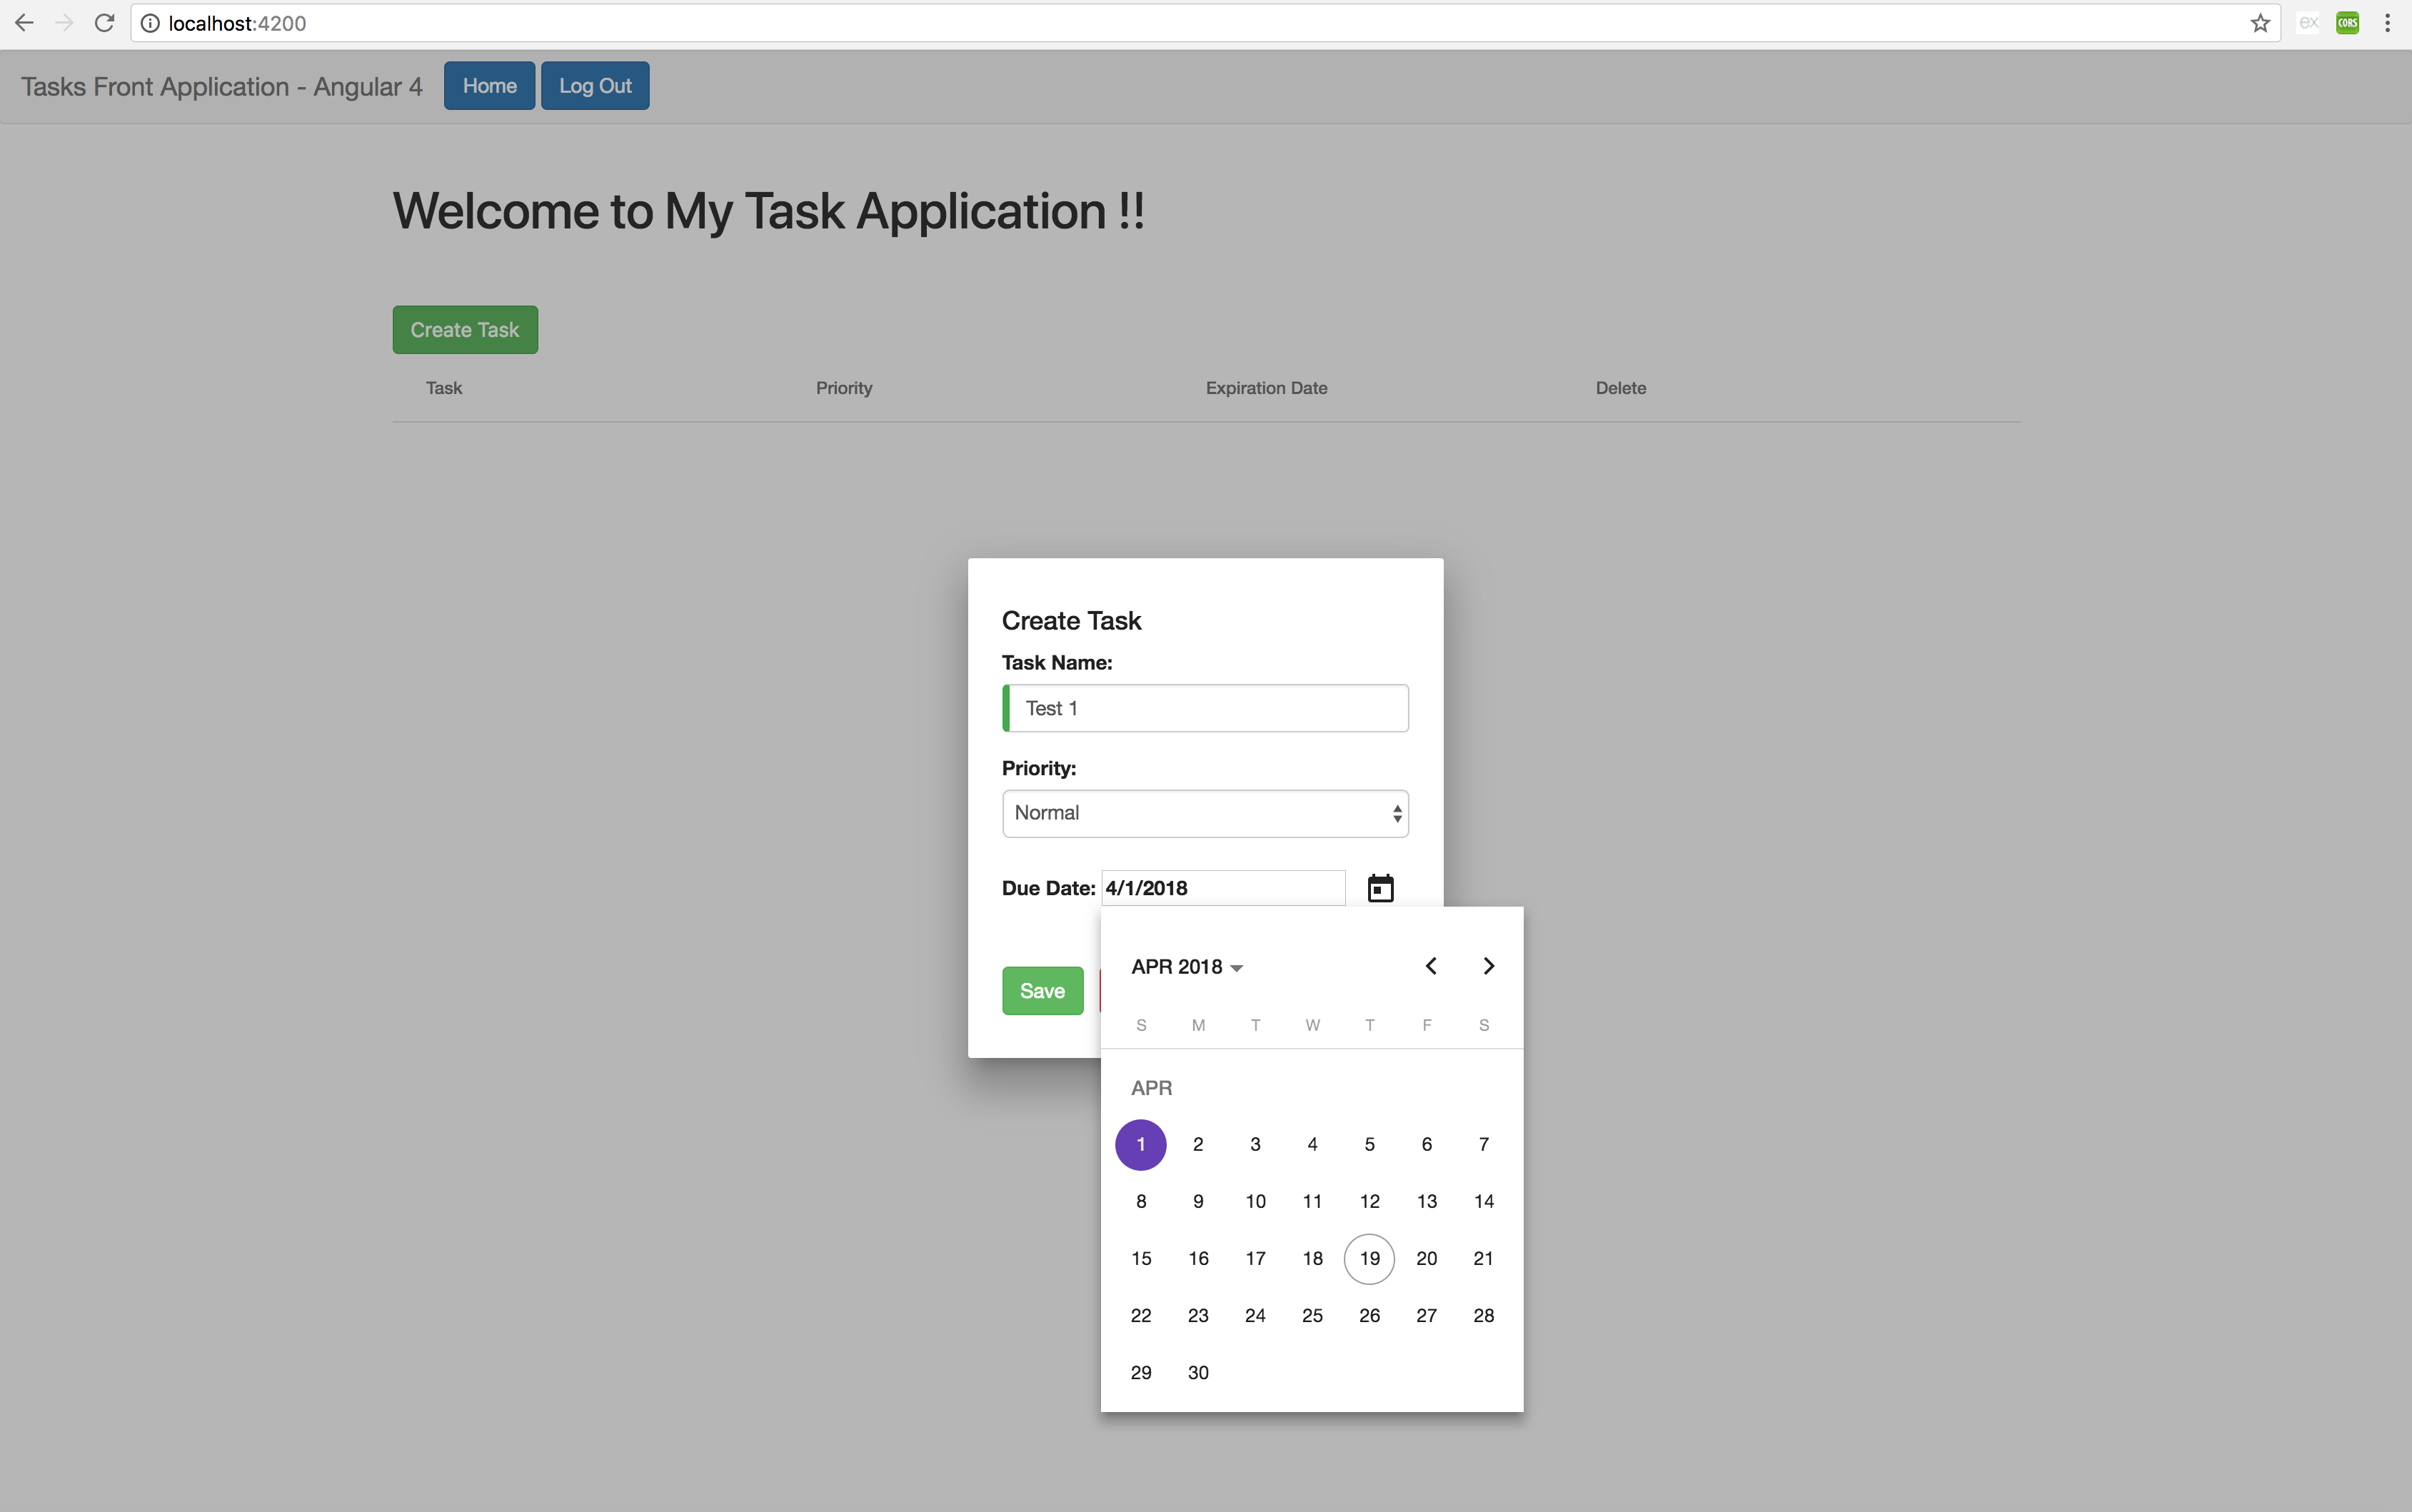 localhost:4200
ex
CORS
Tasks Front Application - Angular 4 Home Log Out
Welcome to My Task Application !!
Create Task
Task Priority Expiration Date Delete
Create Task
Task Name:
Test 1
Priority:
Normal
Due Date: 4/1/2018
Save
APR 2018
S M T W T F S
APR
1 2 3 4 5 6 7
8 9 10 11 12 13 14
15 16 17 18 19 20 21
22 23 24 25 26 27 28
29 30